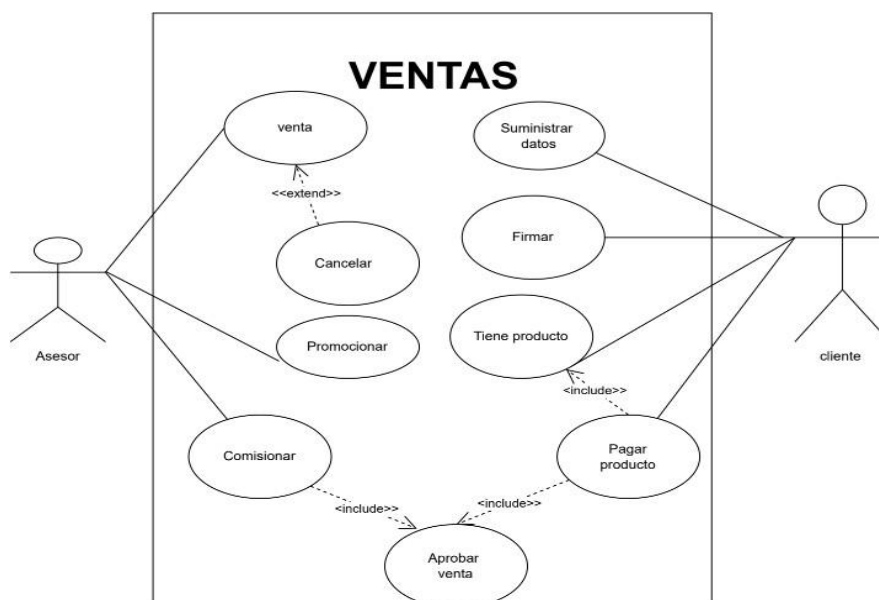 VENTAS
venta
Suministrar
datos
<<extend>>
Firmar
Cancelar
Tiene producto
Promocionar
Asesor
cliente
<include>>
Comisionar
Pagar
producto
<include>>
<include>>
Aprobar
venta